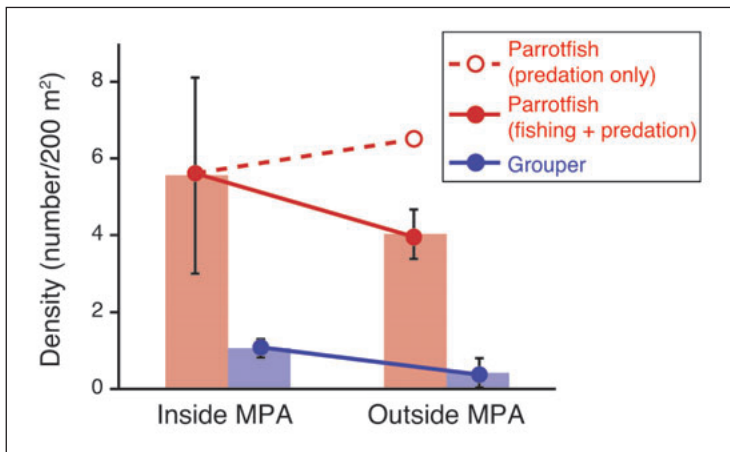 Density (number/200 m²)
8
6
4
2
0
Inside MPA
Outside MPA
Parrotfish
(predation only)
Parrotfish
(fishing + predation)
Grouper